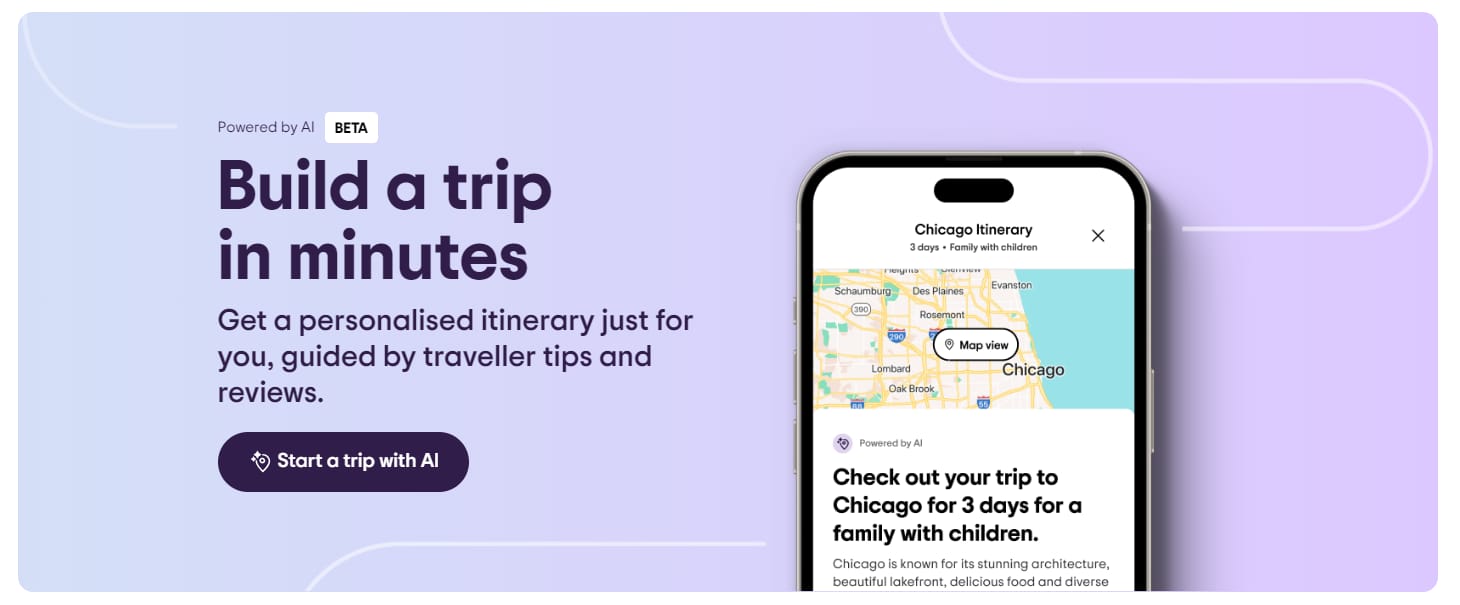 Powered by AI BETA
Build a trip
in minutes
Get a personalised itinerary just for
you, guided by traveller tips and
reviews.
Start a trip with AI
Chicago Itinerary
3 days • Family with children
Heights Glenview
Schaumburg Des Plaines Evanston
390
Rosemont
290
Map view
Lombard Chicago
Oak Brook
88 55
Powered by AI
Check out your trip to
Chicago for 3 days for a
family with children.
Chicago is known for its stunning architecture,
beautiful lakefront, delicious food and diverse